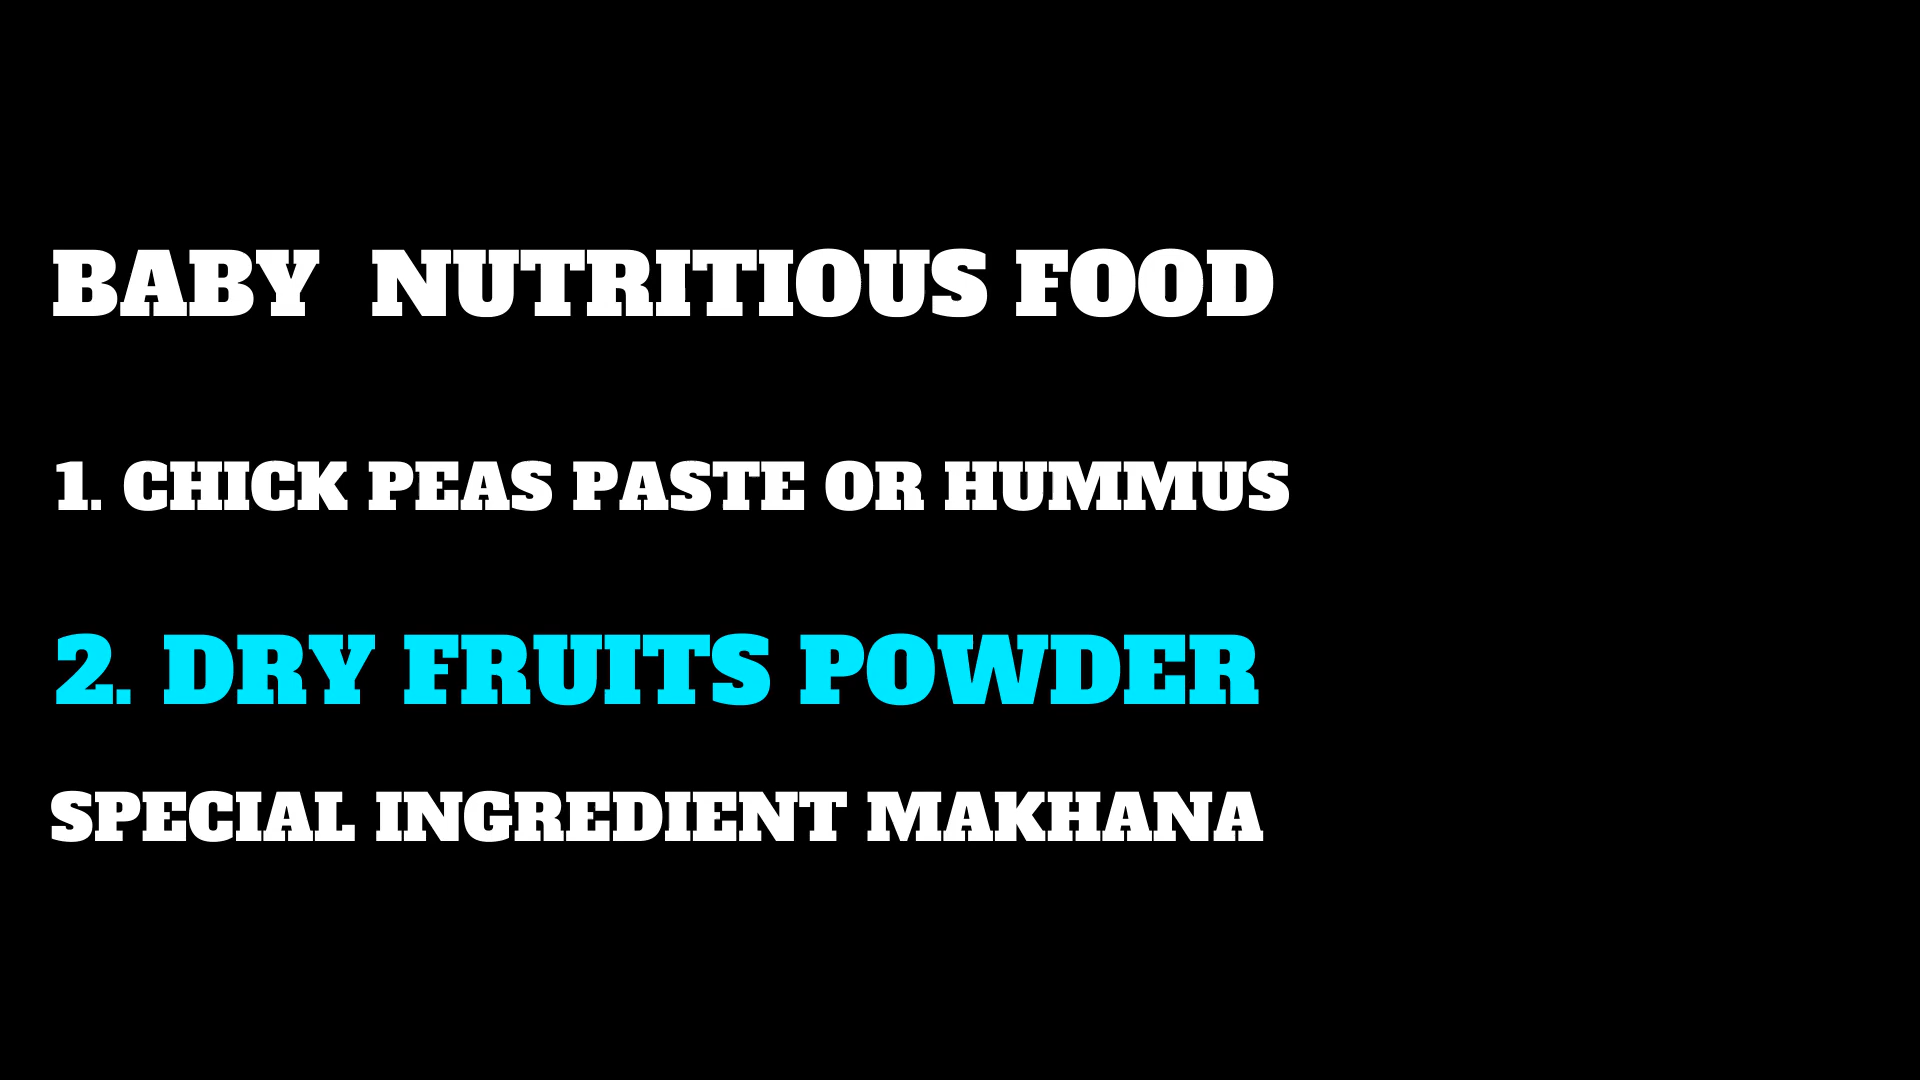 BABY  NUTRITIOUS FOOD
1. CHICK PEAS PASTE OR HUMMUS
2. DRY FRUITS POWDER
SPECIAL INGREDIENT MAKHANA